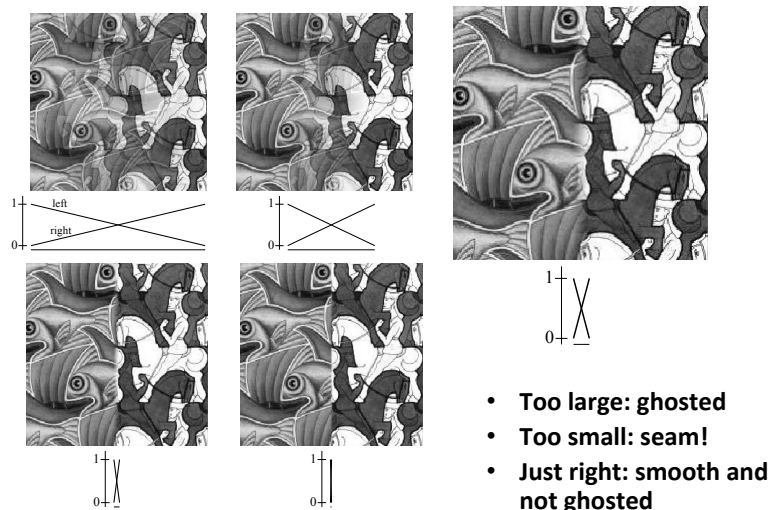 1
left
right
0
1
0
1
0
1
0
1
0
• Too large: ghosted
• Too small: seam!
• Just right: smooth and
not ghosted